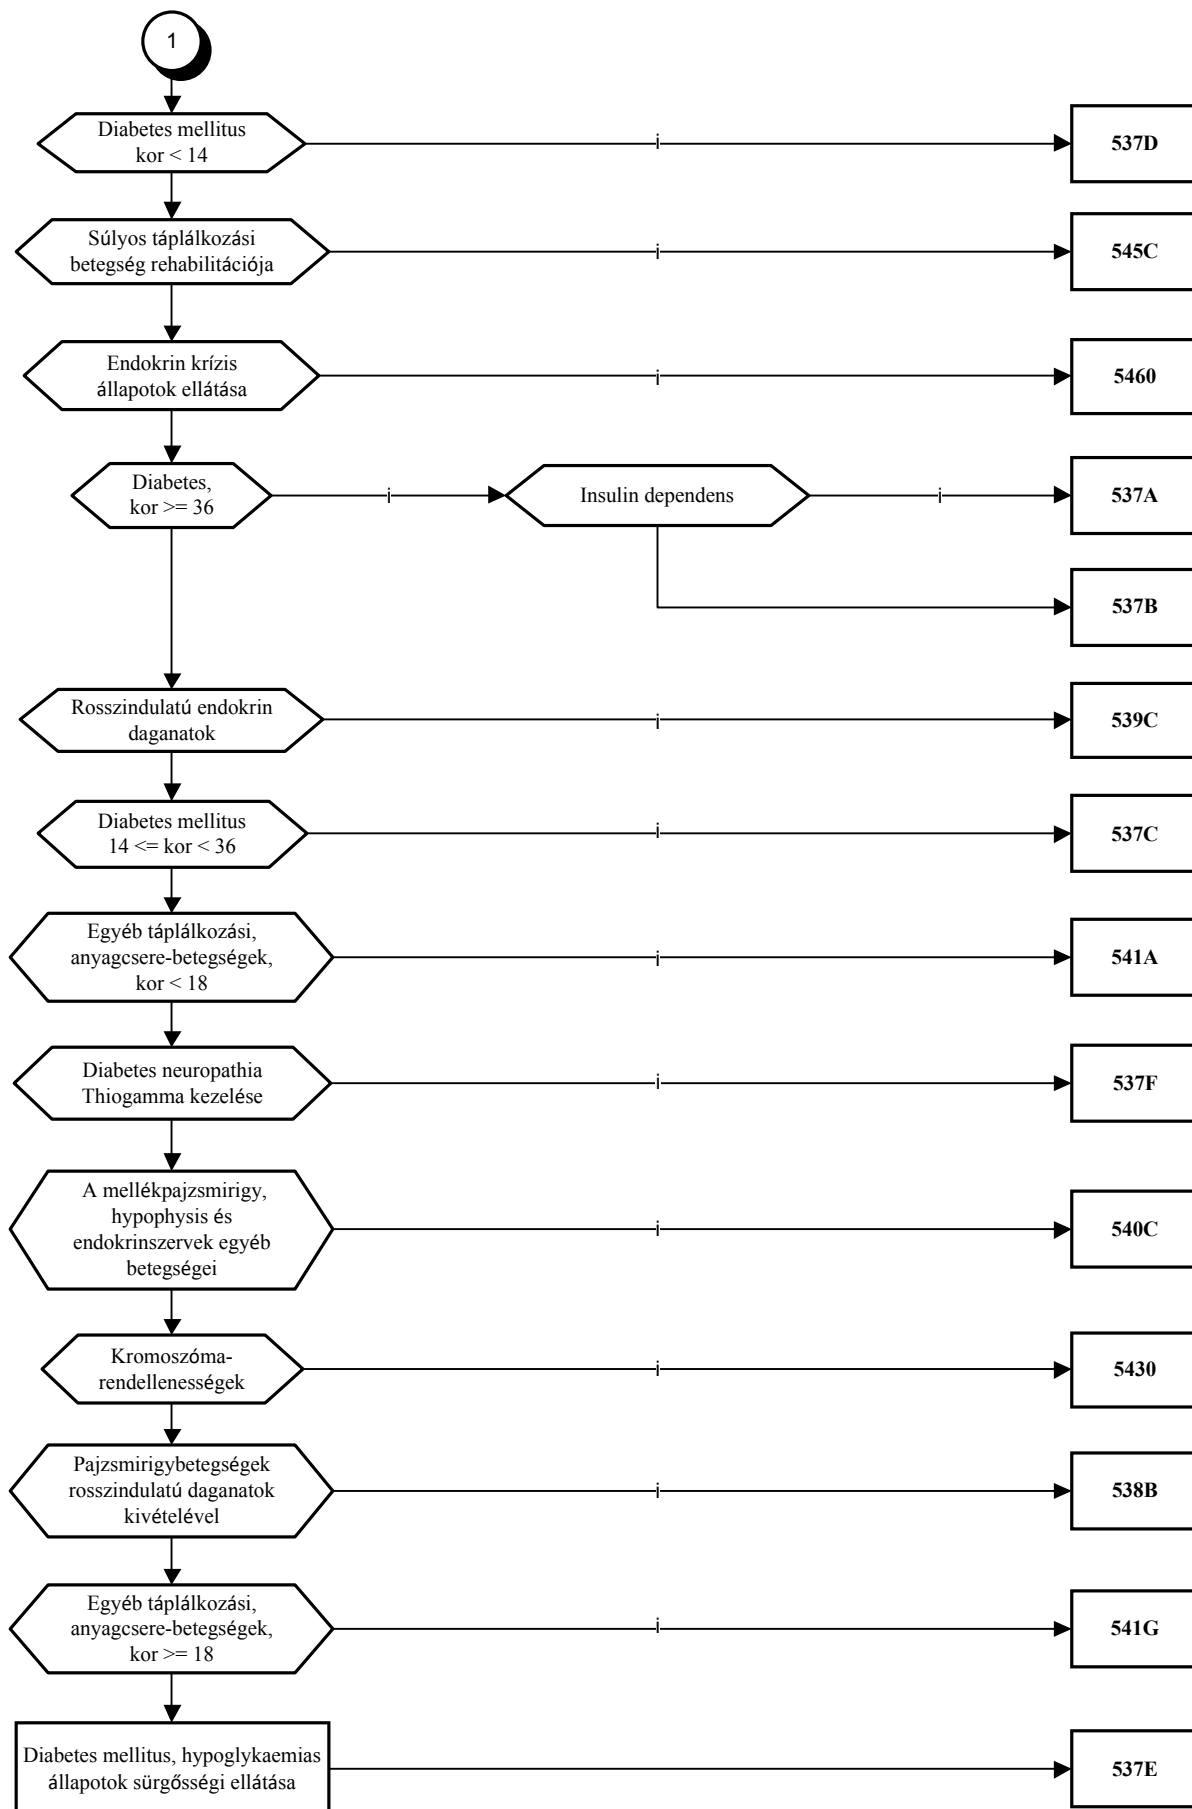 1
Diabetes mellitus
kor < 14
i
537D
Súlyos táplálkozási
betegség rehabilitációja
i
545C
Endokrin krízis
állapotok ellátása
i
5460
Diabetes,
kor >= 36
i
Insulin dependens
i
537A
537B
Rosszindulatú endokrin
daganatok
i
539C
Diabetes mellitus
14 <= kor < 36
i
537C
Egyéb táplálkozási,
anyagcsere-betegségek,
kor < 18
i
541A
Diabetes neuropathia
Thiogamma kezelése
i
537F
A mellékpajzsmirigy,
hypophysis és
endokrinszervek egyéb
betegségei
i
540C
Kromoszóma-
rendellenességek
i
5430
Pajzsmirigybetegségek
rosszindulatú daganatok
kivételével
i
538B
Egyéb táplálkozási,
anyagcsere-betegségek,
kor >= 18
i
541G
Diabetes mellitus, hypoglykaemias
állapotok sürgősségi ellátása
537E